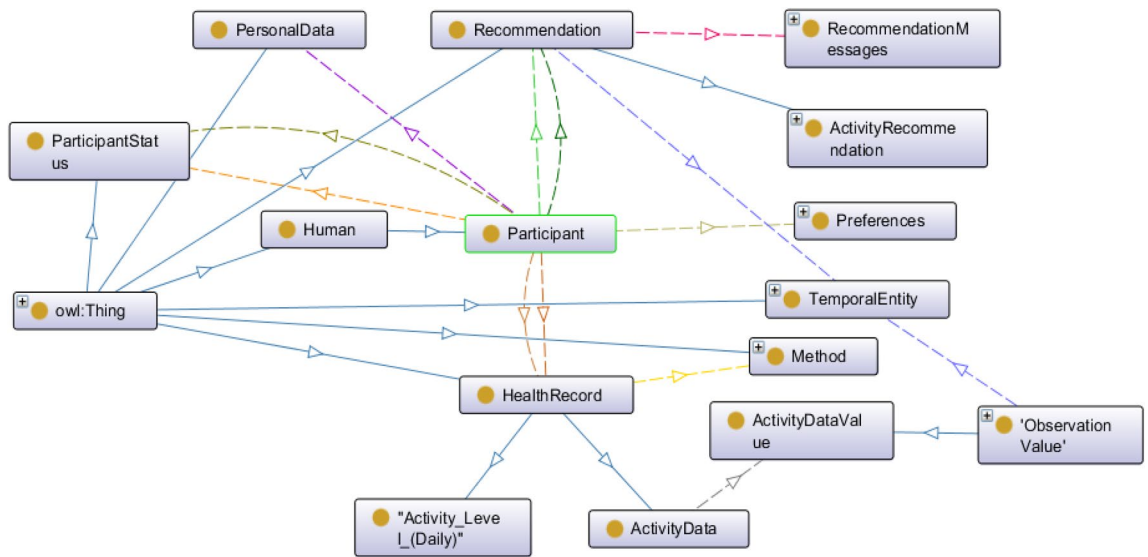 PersonalData
Recommendation
RecommendationM
essages
ParticipantStat
us
ActivityRecomme
ndation
Human
Participant
Preferences
owl:Thing
TemporalEntity
Method
HealthRecord
ActivityDataVal
ue
'Observation
Value'
"Activity_Leve
l_(Daily)"
ActivityData